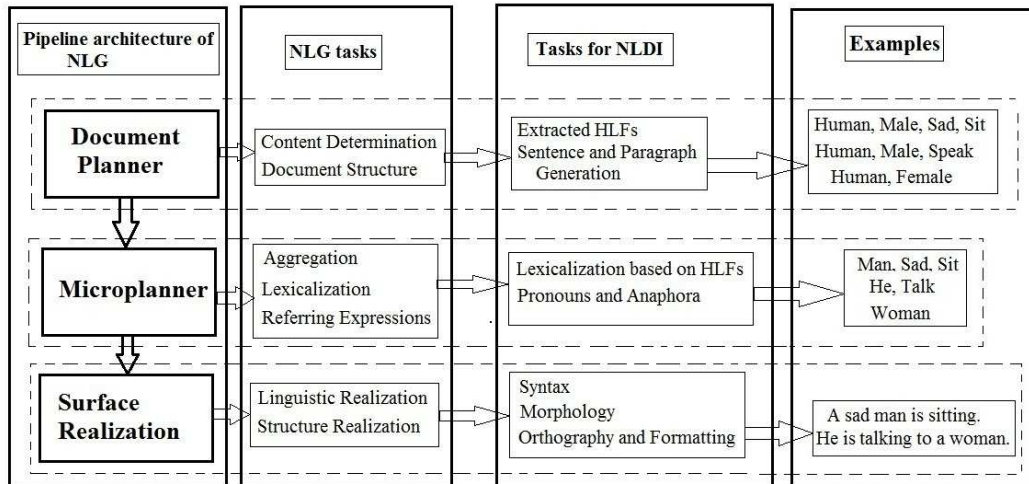 Pipeline architecture of
NLG
NLG tasks
Tasks for NLDI
Examples
Document
Planner
Content Determination
Document Structure
Extracted HLFs
Sentence and Paragraph
Generation
Human, Male, Sad, Sit
Human, Male, Speak
Human, Female
Microplanner
Aggregation
Lexicalization
Referring Expressions
Lexicalization based on HLFs
Pronouns and Anaphora
Man, Sad, Sit
He, Talk
Woman
Surface
Realization
Linguistic Realization
Structure Realization
Syntax
Morphology
Orthography and Formatting
A sad man is sitting.
He is talking to a woman.